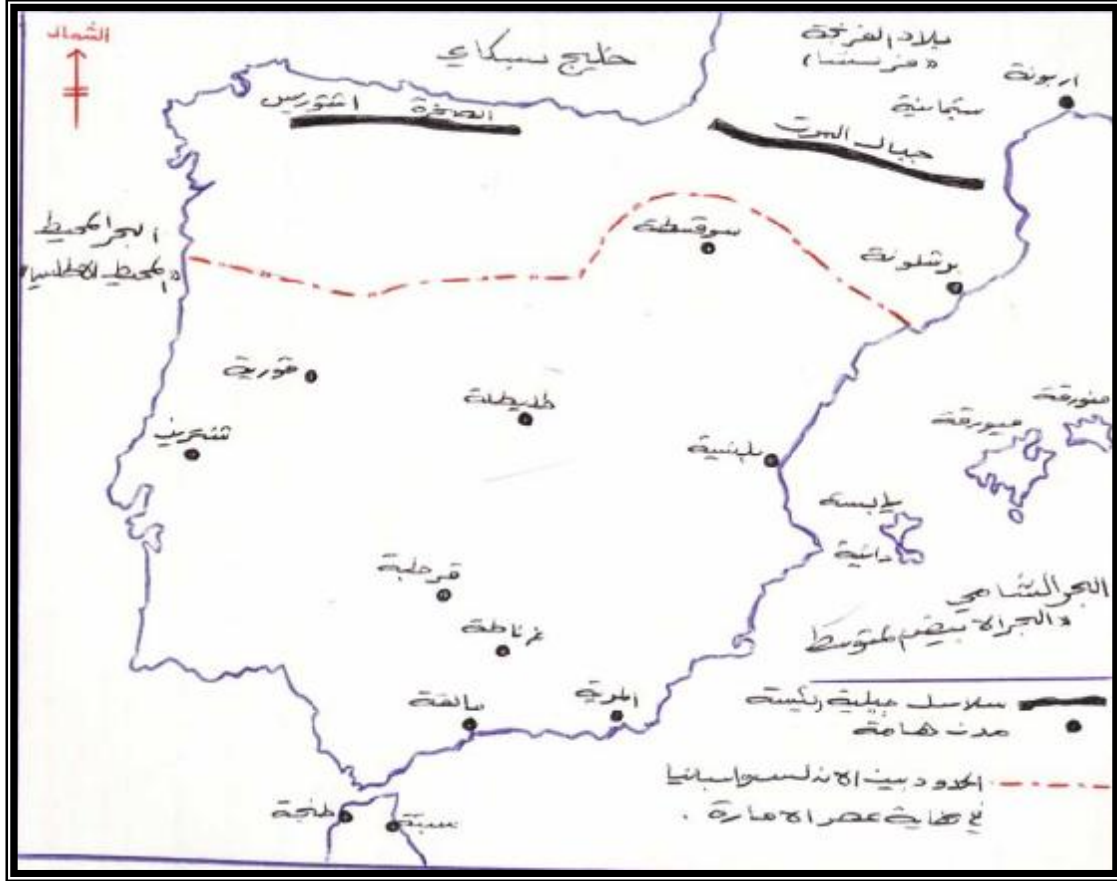 الشمال
خليج بسكاي
بلاد الفرنجة
"فرنسا"
اربونة
سبتمانية
اشتوريس
الصخرة
جبال البرت
البحر المحيط
"المحيط الاطلسي"
سرقسطة
برشلونة
قورية
طليطلة
شنترين
بلنسية
منورقة
ميورقة
يابسة
دانية
قرطبة
غرناطة
مالقة
المرية
البحر الشامي
"البحر الابيض المتوسط"
سلاسل جبلية رئيسة
مدن هامة
الحدود بين الاندلس واسبانيا
في نهاية عصر الامارة .
طنجة
سبتة